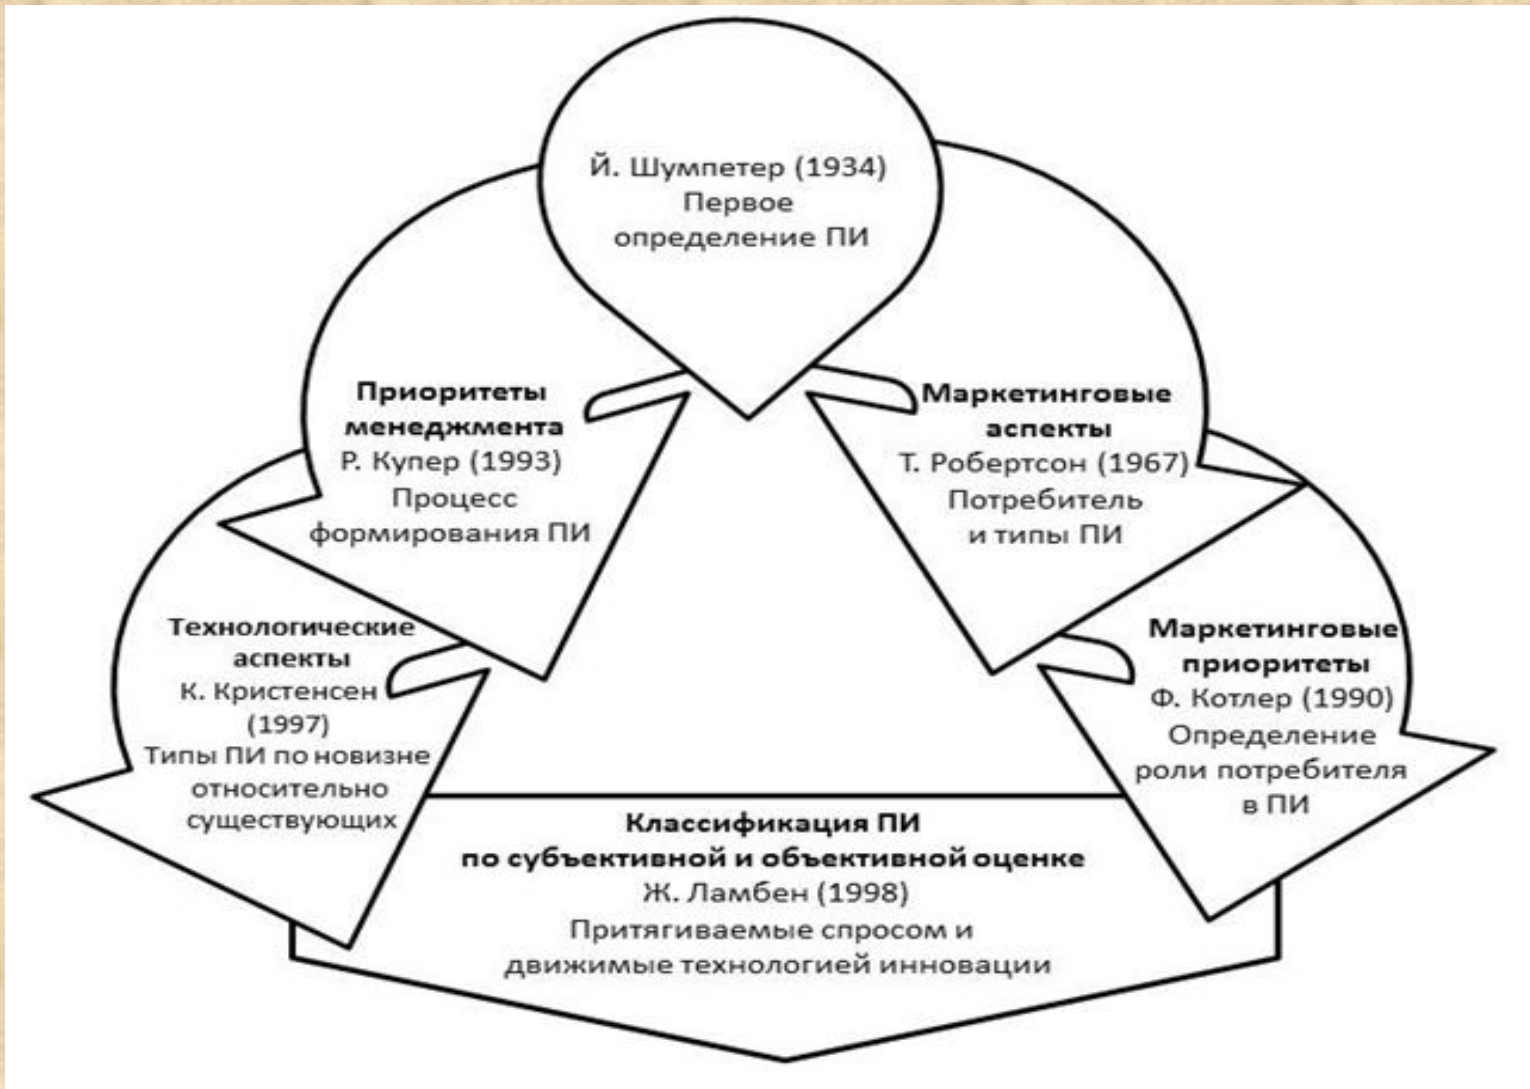 Й. Шумпетер (1934)
Первое
определение ПИ
Приоритеты
менеджмента
Р. Купер (1993)
Процесс
формирования ПИ
Маркетинговые
аспекты
Т. Робертсон (1967)
Потребитель
и типы ПИ
Технологические
аспекты
К. Кристенсен
(1997)
Типы ПИ по новизне
относительно
существующих
Маркетинговые
приоритеты
Ф. Котлер (1990)
Определение
роли потребителя
в ПИ
Классификация ПИ
по субъективной и объективной оценке
Ж. Ламбен (1998)
Притягиваемые спросом и
движимые технологией инновации